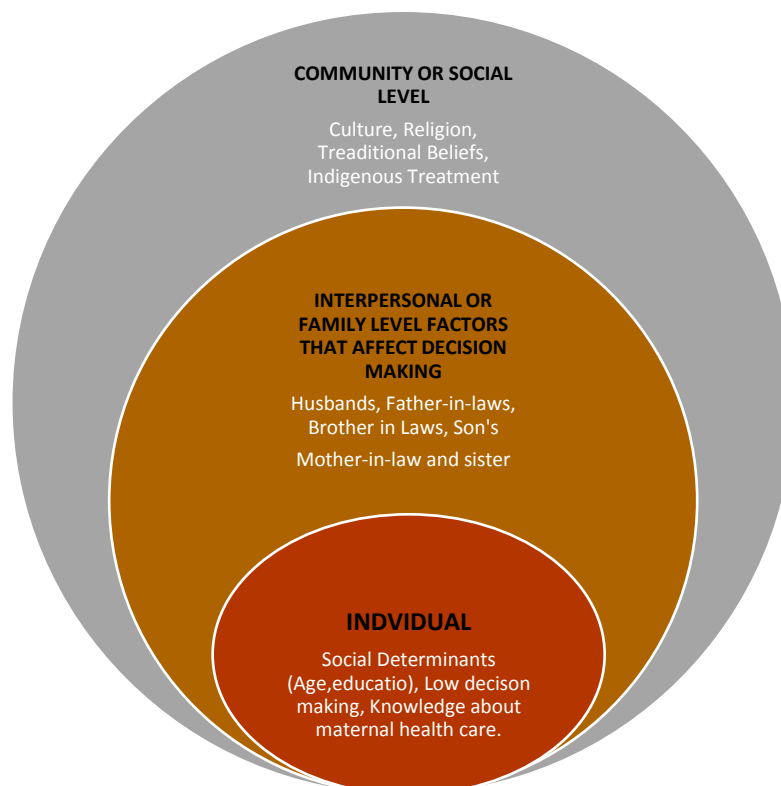 COMMUNITY OR SOCIAL
LEVEL
Culture, Religion,
Treaditional Beliefs,
Indigenous Treatment
INTERPERSONAL OR
FAMILY LEVEL FACTORS
THAT AFFECT DECISION
MAKING
Husbands, Father-in-laws,
Brother in Laws, Son's
Mother-in-law and sister
INDVIDUAL
Social Determinants
(Age,educatio), Low decison
making, Knowledge about
maternal health care.